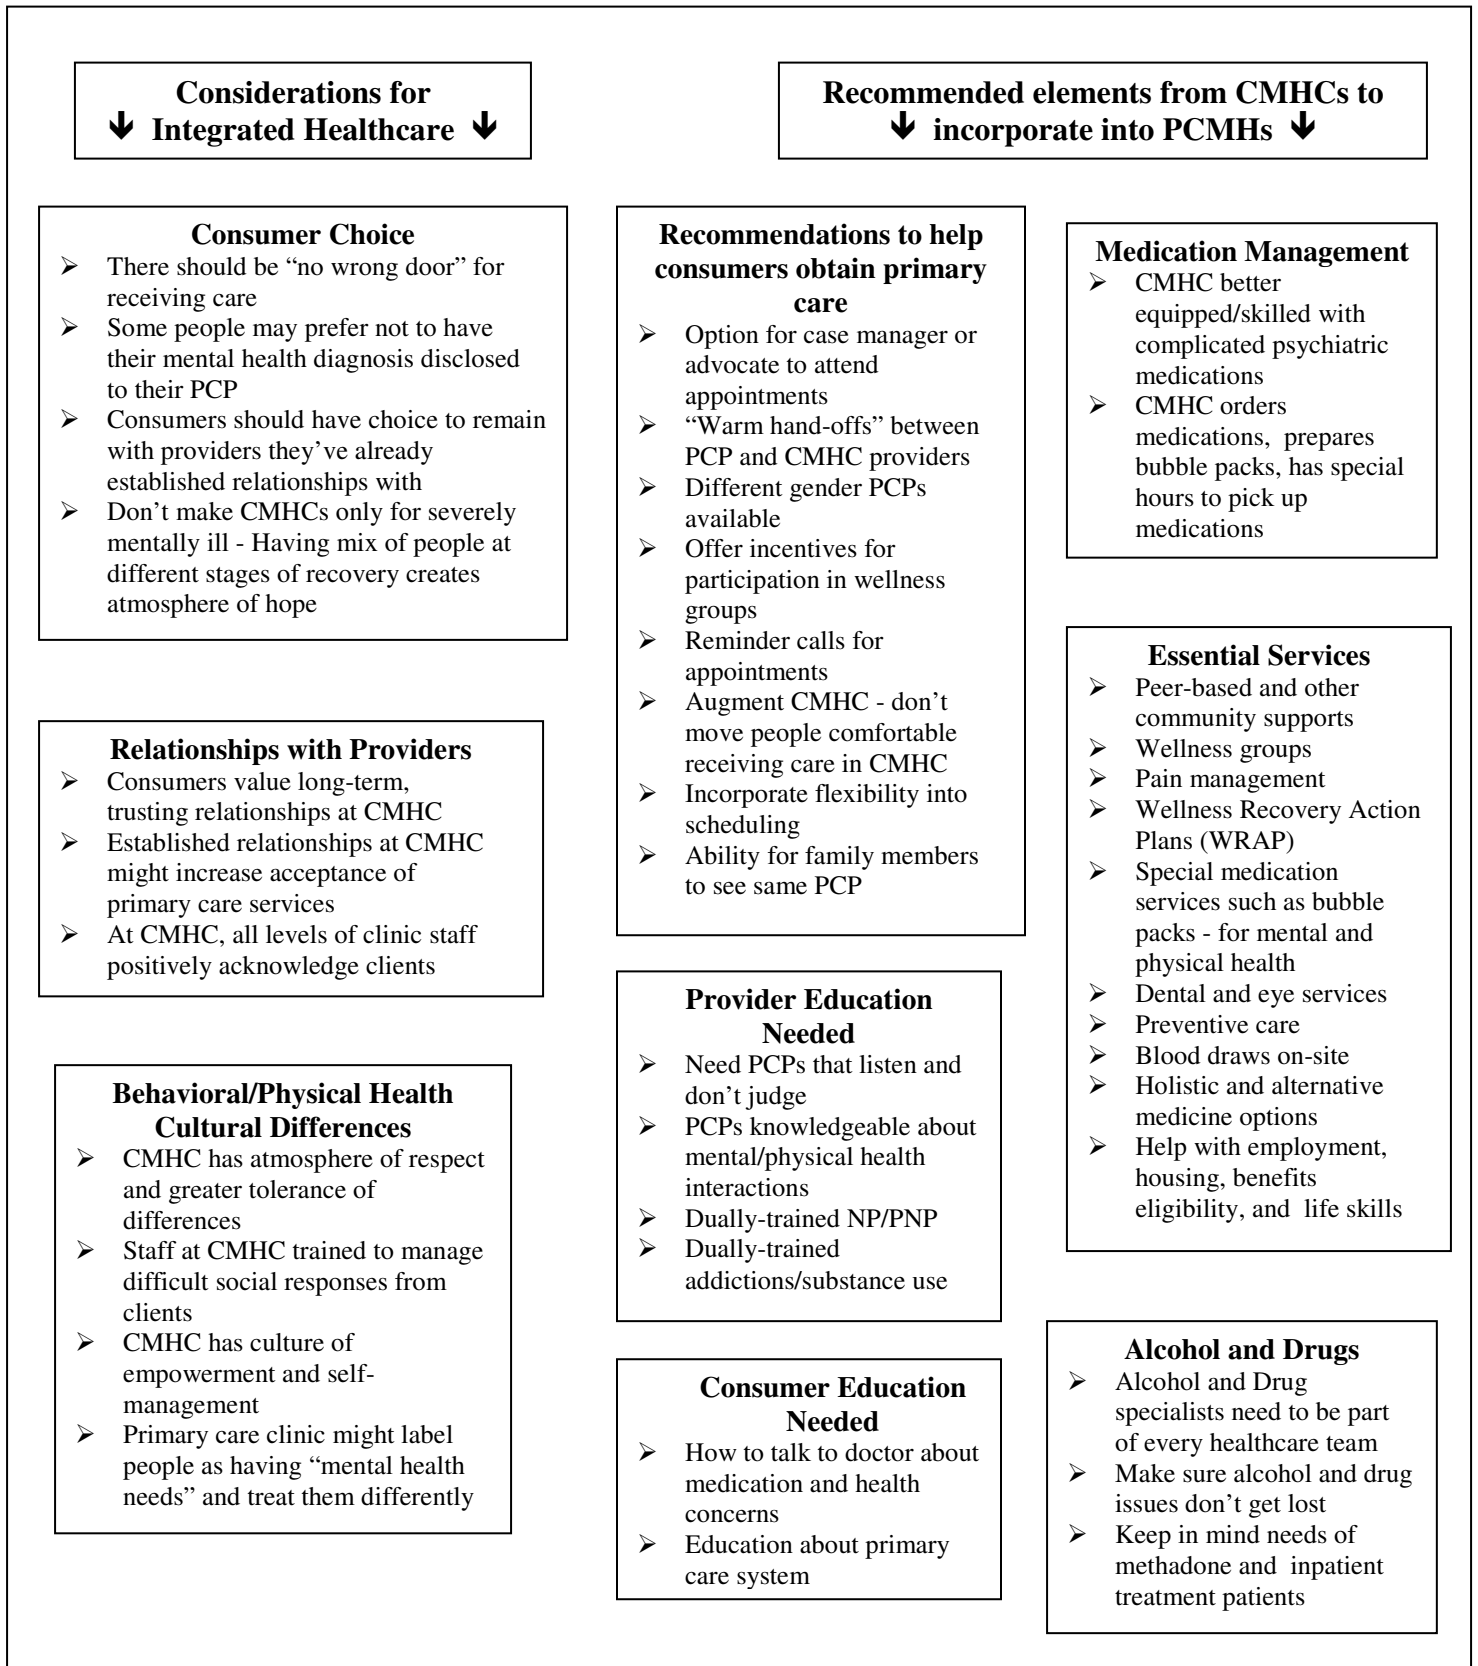 Considerations for
🡻 Integrated Healthcare 🡻
Recommended elements from CMHCs to
🡻 incorporate into PCMHs 🡻
Consumer Choice
➢ There should be “no wrong door” for
receiving care
➢ Some people may prefer not to have
their mental health diagnosis disclosed
to their PCP
➢ Consumers should have choice to remain
with providers they’ve already
established relationships with
➢ Don’t make CMHCs only for severely
mentally ill - Having mix of people at
different stages of recovery creates
atmosphere of hope
Relationships with Providers
➢ Consumers value long-term,
trusting relationships at CMHC
➢ Established relationships at CMHC
might increase acceptance of
primary care services
➢ At CMHC, all levels of clinic staff
positively acknowledge clients
Behavioral/Physical Health
Cultural Differences
➢ CMHC has atmosphere of respect
and greater tolerance of
differences
➢ Staff at CMHC trained to manage
difficult social responses from
clients
➢ CMHC has culture of
empowerment and self-
management
➢ Primary care clinic might label
people as having “mental health
needs” and treat them differently
Recommendations to help
consumers obtain primary
care
➢ Option for case manager or
advocate to attend
appointments
➢ “Warm hand-offs” between
PCP and CMHC providers
➢ Different gender PCPs
available
➢ Offer incentives for
participation in wellness
groups
➢ Reminder calls for
appointments
➢ Augment CMHC - don’t
move people comfortable
receiving care in CMHC
➢ Incorporate flexibility into
scheduling
➢ Ability for family members
to see same PCP
Provider Education
Needed
➢ Need PCPs that listen and
don’t judge
➢ PCPs knowledgeable about
mental/physical health
interactions
➢ Dually-trained NP/PNP
➢ Dually-trained
addictions/substance use
Consumer Education
Needed
➢ How to talk to doctor about
medication and health
concerns
➢ Education about primary
care system
Medication Management
➢ CMHC better
equipped/skilled with
complicated psychiatric
medications
➢ CMHC orders
medications, prepares
bubble packs, has special
hours to pick up
medications
Essential Services
➢ Peer-based and other
community supports
➢ Wellness groups
➢ Pain management
➢ Wellness Recovery Action
Plans (WRAP)
➢ Special medication
services such as bubble
packs - for mental and
physical health
➢ Dental and eye services
➢ Preventive care
➢ Blood draws on-site
➢ Holistic and alternative
medicine options
➢ Help with employment,
housing, benefits
eligibility, and life skills
Alcohol and Drugs
➢ Alcohol and Drug
specialists need to be part
of every healthcare team
➢ Make sure alcohol and drug
issues don’t get lost
➢ Keep in mind needs of
methadone and inpatient
treatment patients